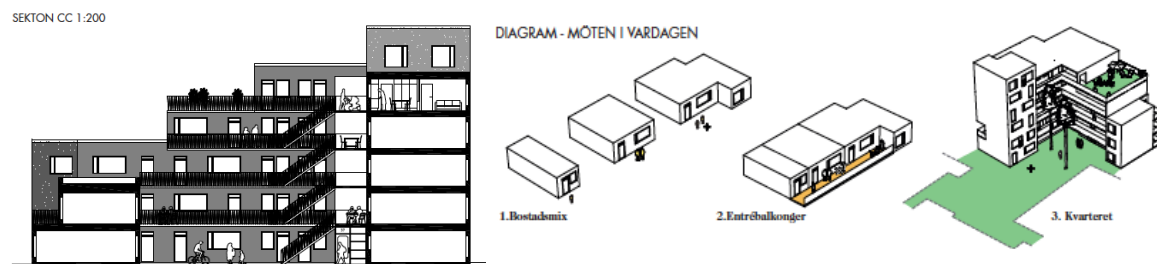 SEKTON CC 1:200
DIAGRAM - MÖTEN I VARDAGEN
1.Bostadsmix
2.Entrébalkonger
3. Kvarteret